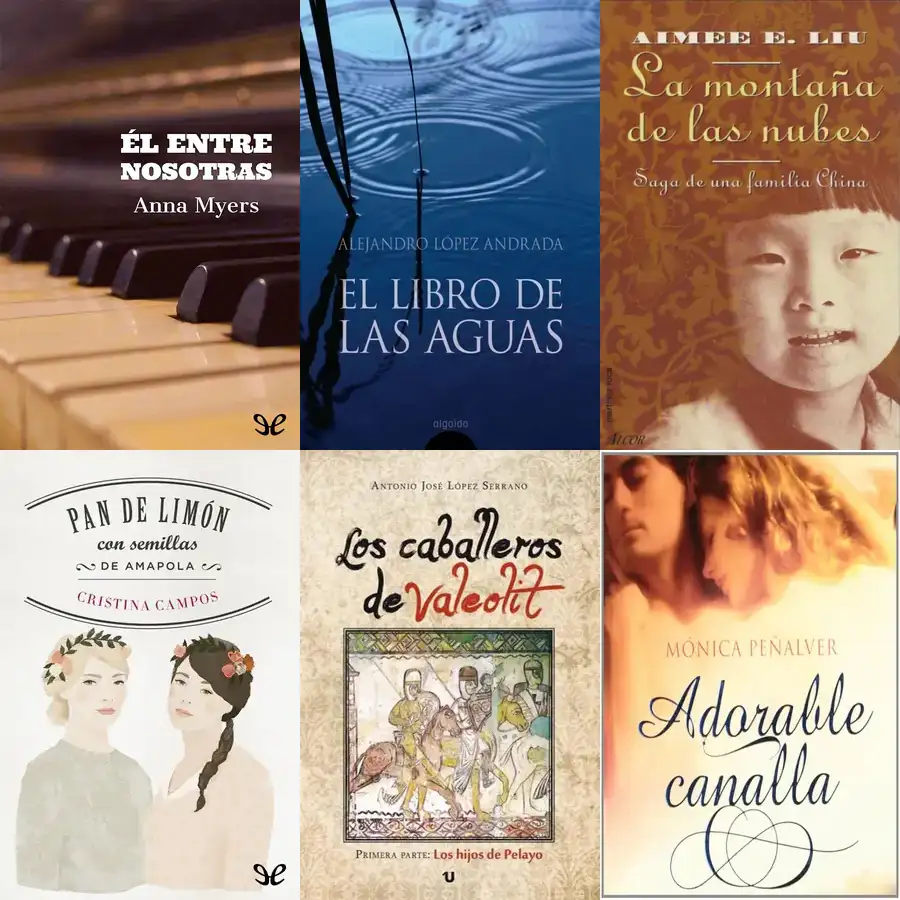 ÉL ENTRE
NOSOTRAS
Anna Myers
ALEJANDRO LÓPEZ ANDRADA
EL LIBRO DE
LAS AGUAS
algaida
AIMEE E. LIU
La montaña
de las nubes
Saga de una familia China
ALCOR
PAN DE LIMÓN
con semillas
DE AMAPOLA
CRISTINA CAMPOS
ANTONIO JOSÉ LÓPEZ SERRANO
Los caballeros
de Valeolit
PRIMERA PARTE: Los hijos de Pelayo
MÓNICA PEÑALVER
Adorable
canalla